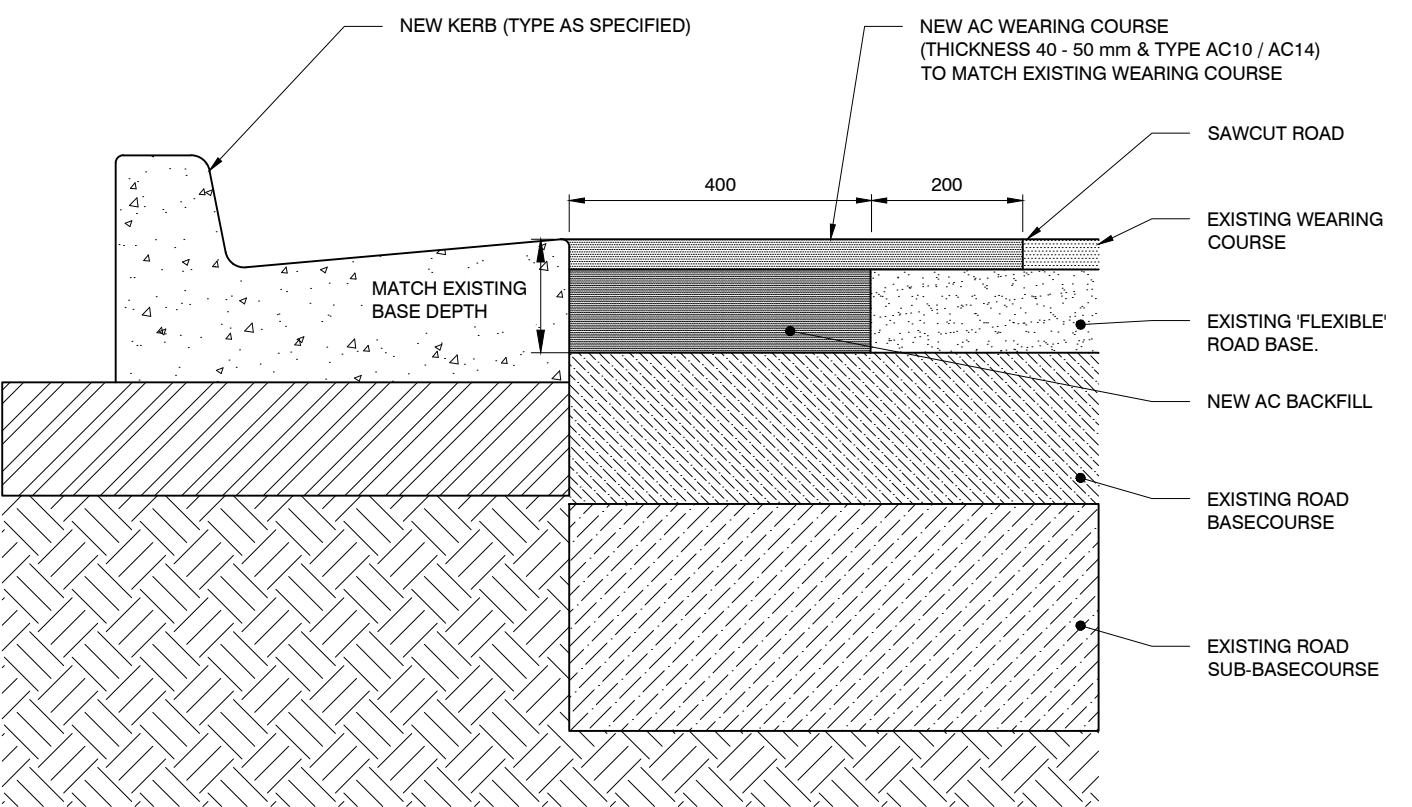 NEW KERB (TYPE AS SPECIFIED)
NEW AC WEARING COURSE
(THICKNESS 40 - 50 mm & TYPE AC10 / AC14)
TO MATCH EXISTING WEARING COURSE
SAWCUT ROAD
400
200
EXISTING WEARING
COURSE
MATCH EXISTING
BASE DEPTH
EXISTING 'FLEXIBLE'
ROAD BASE.
NEW AC BACKFILL
EXISTING ROAD
BASECOURSE
EXISTING ROAD
SUB-BASECOURSE